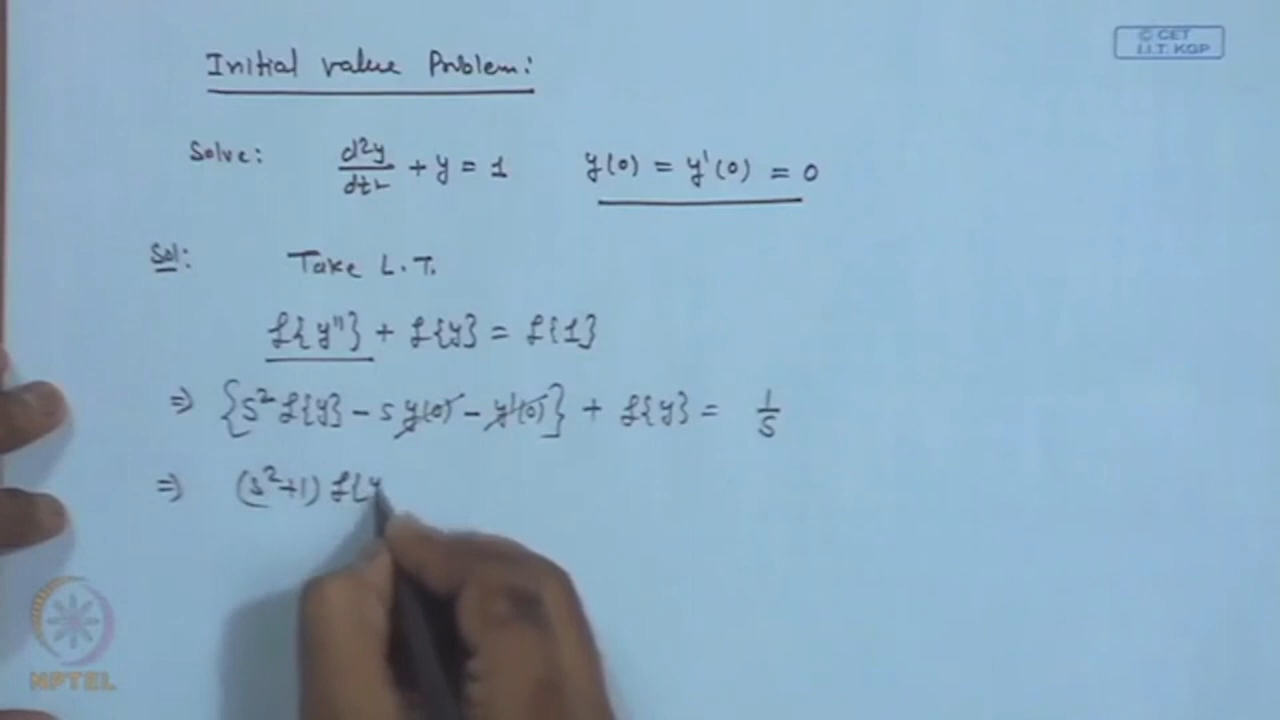 © CET
I.I.T. KGP
Initial value Problem:
Solve: d²y/dt² + y = 1 y(0) = y'(0) = 0
Sol: Take L.T.
£{y''} + £{y} = £{1}
⇒ {s² £{y} - s y(0) - y'(0)} + £{y} = 1/s
⇒ (s²+1) £{y
NPTEL